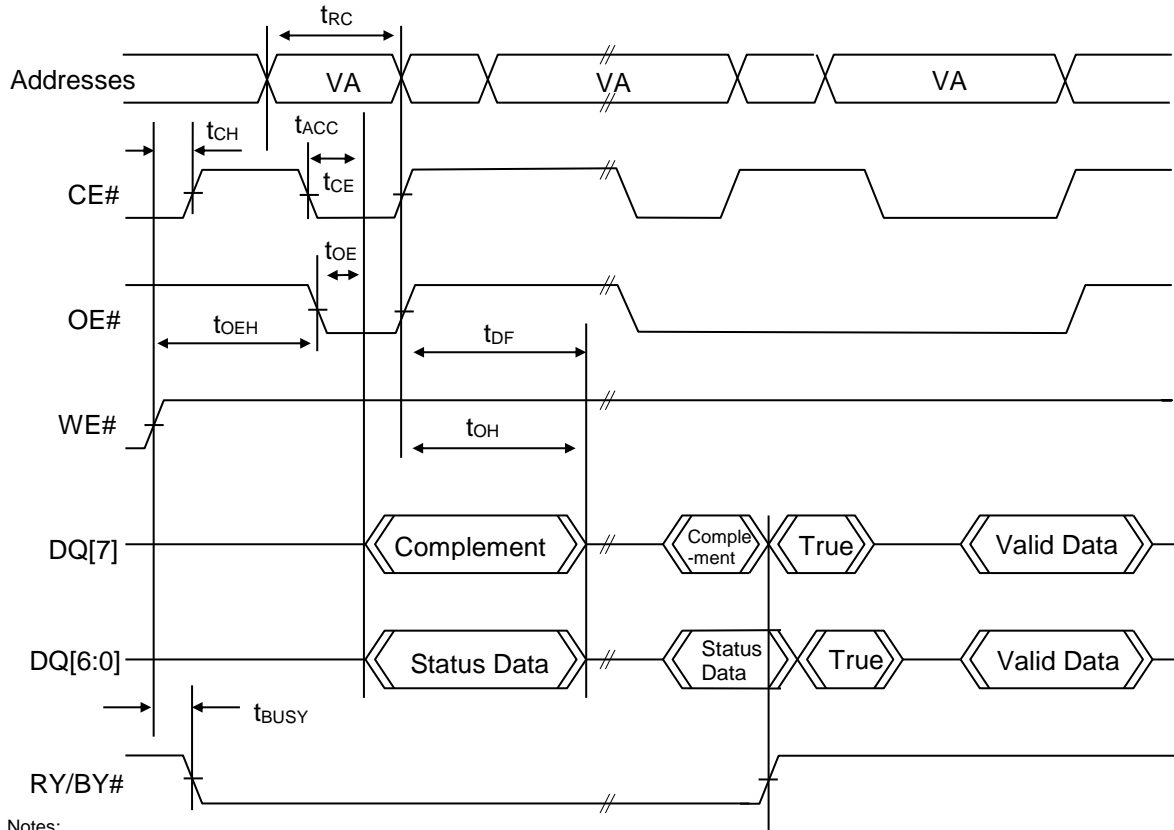 tRC
Addresses VA VA VA
tCH tACC
CE# tCE
tOE
OE#
tOEH tDF
WE#
tOH
DQ[7] Complement Comple True Valid Data
-ment
DQ[6:0] Status Data Status True Valid Data
Data
tBUSY
RY/BY#
Notes: